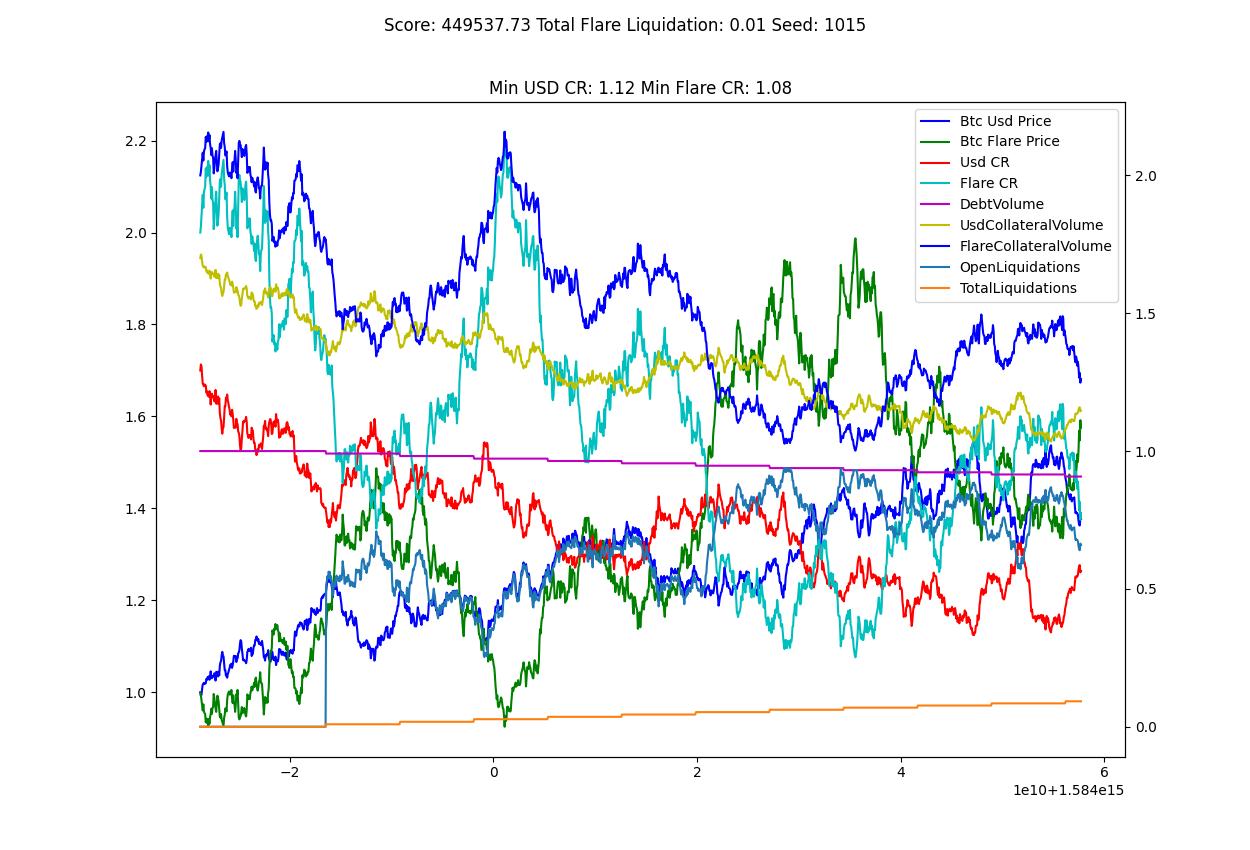 Score: 449537.73 Total Flare Liquidation: 0.01 Seed: 1015
Min USD CR: 1.12 Min Flare CR: 1.08
Btc Usd Price
Btc Flare Price
Usd CR
Flare CR
DebtVolume
UsdCollateralVolume
FlareCollateralVolume
OpenLiquidations
TotalLiquidations
2.2
2.0
1.8
1.6
1.4
1.2
1.0
2.0
1.5
1.0
0.5
0.0
−2
0
2
4
6
1e10+1.584e15